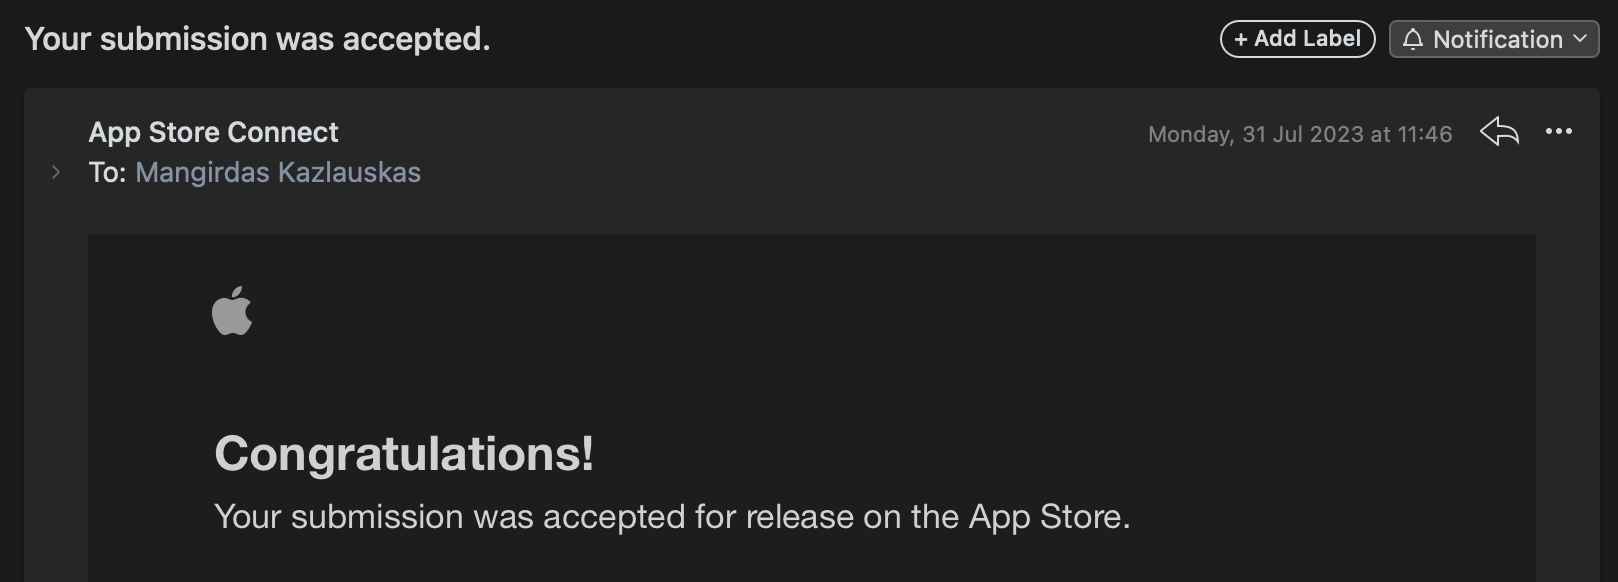 Your submission was accepted.
+ Add Label
Notification
App Store Connect
Monday, 31 Jul 2023 at 11:46
To: Mangirdas Kazlauskas
Congratulations!
Your submission was accepted for release on the App Store.